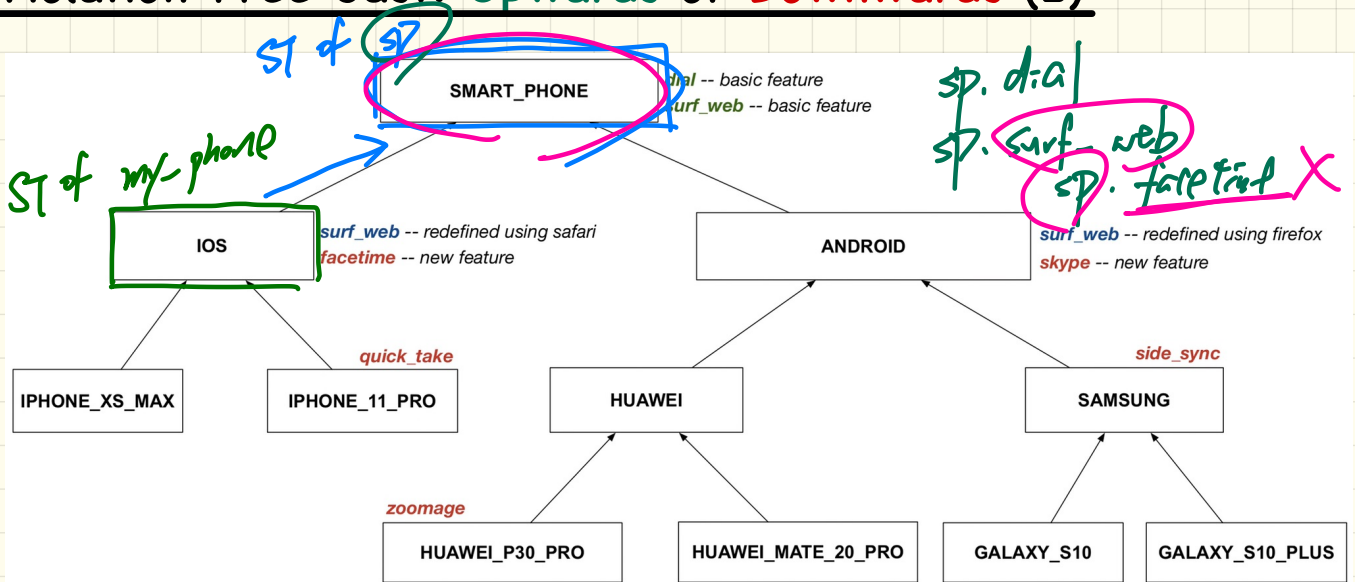 ST of sp
SMART_PHONE
dial -- basic feature
surf_web -- basic feature
sp. dial
sp. surf_web
sp. facetime X
ST of my_phone
IOS
surf_web -- redefined using safari
facetime -- new feature
ANDROID
surf_web -- redefined using firefox
skype -- new feature
quick_take
side_sync
IPHONE_XS_MAX
IPHONE_11_PRO
HUAWEI
SAMSUNG
zoomage
HUAWEI_P30_PRO
HUAWEI_MATE_20_PRO
GALAXY_S10
GALAXY_S10_PLUS